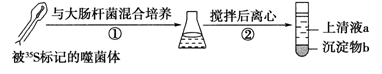 与大肠杆菌混合培养
①
搅拌后离心
②
上清液a
沉淀物b
被³⁵S标记的噬菌体